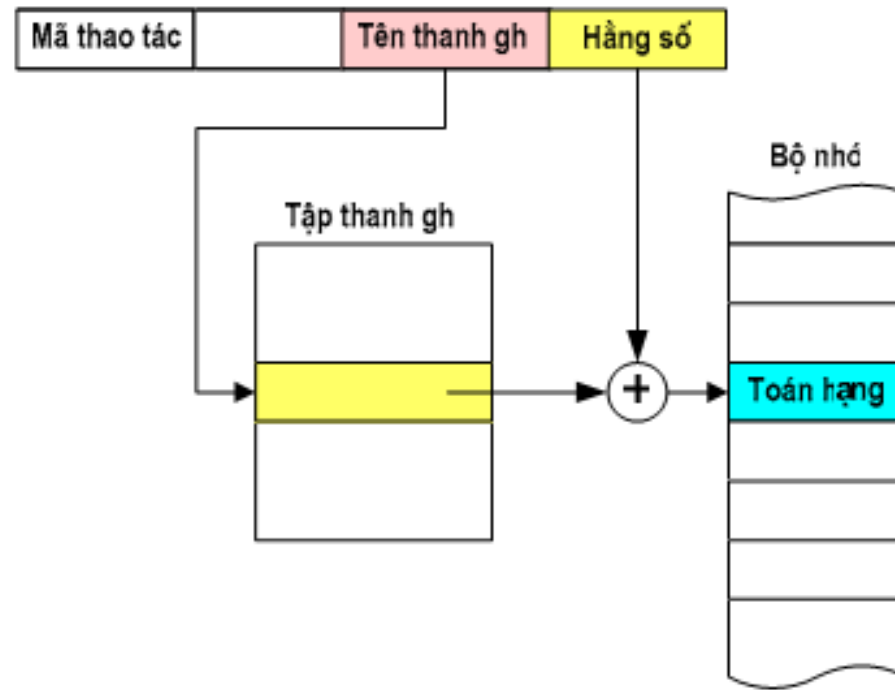 Mã thao tác
Tên thanh gh
Hằng số
Bộ nhớ
Tập thanh gh
+
Toán hạng